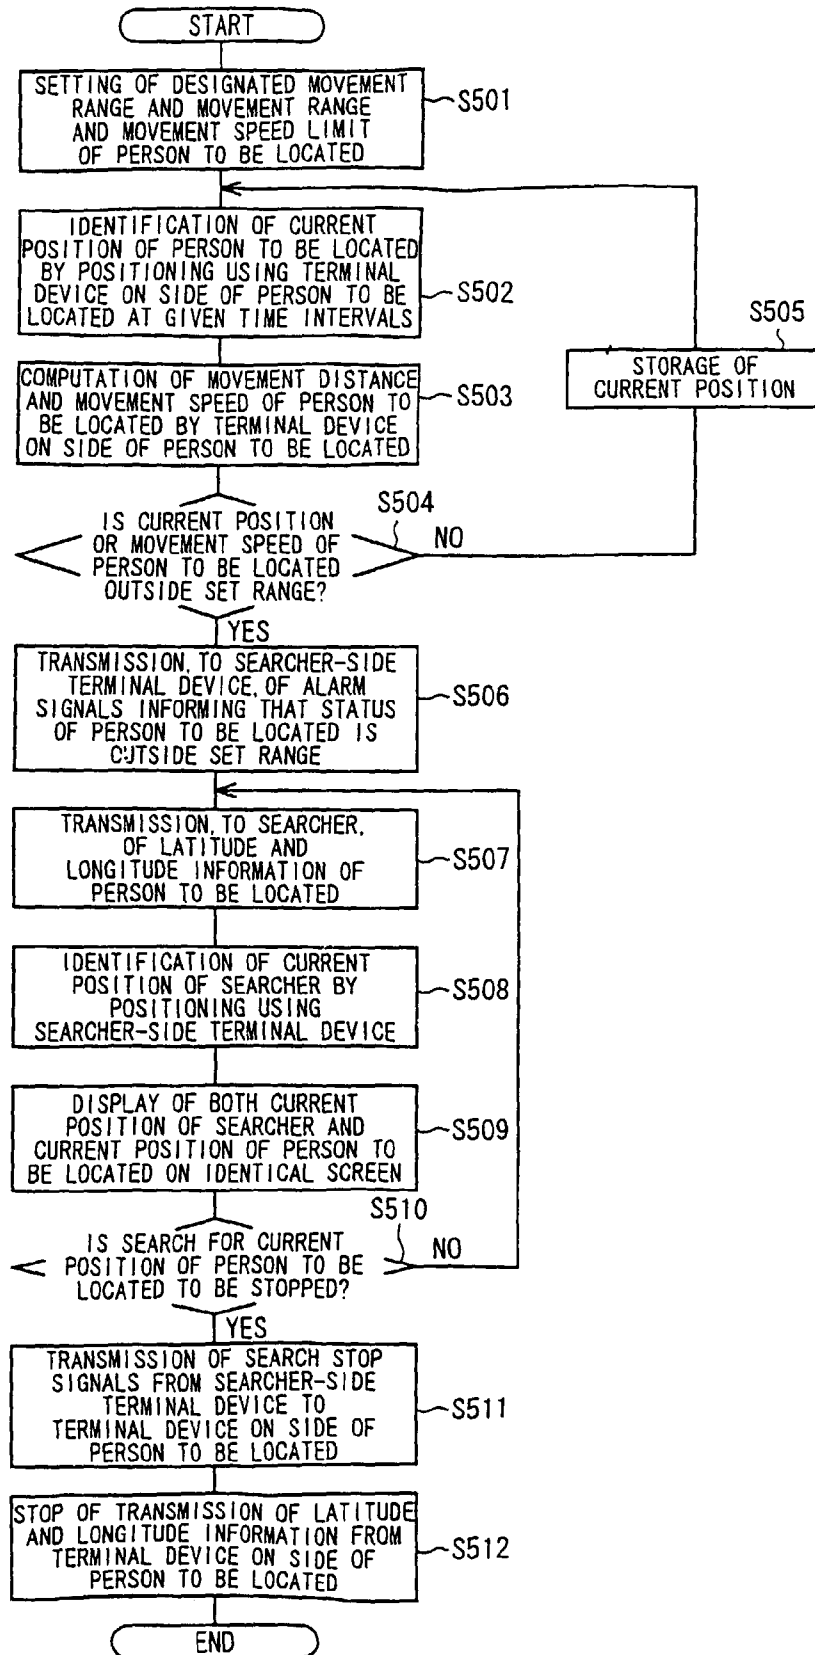 START
SETTING OF DESIGNATED MOVEMENT
RANGE AND MOVEMENT RANGE
AND MOVEMENT SPEED LIMIT
OF PERSON TO BE LOCATED
S501
IDENTIFICATION OF CURRENT
POSITION OF PERSON TO BE LOCATED
BY POSITIONING USING TERMINAL
DEVICE ON SIDE OF PERSON TO BE
LOCATED AT GIVEN TIME INTERVALS
S502
S505
STORAGE OF
CURRENT POSITION
COMPUTATION OF MOVEMENT DISTANCE
AND MOVEMENT SPEED OF PERSON TO
BE LOCATED BY TERMINAL DEVICE
ON SIDE OF PERSON TO BE LOCATED
S503
IS CURRENT POSITION
OR MOVEMENT SPEED OF
PERSON TO BE LOCATED
OUTSIDE SET RANGE?
S504
NO
YES
TRANSMISSION, TO SEARCHER-SIDE
TERMINAL DEVICE, OF ALARM
SIGNALS INFORMING THAT STATUS
OF PERSON TO BE LOCATED IS
OUTSIDE SET RANGE
S506
TRANSMISSION, TO SEARCHER,
OF LATITUDE AND
LONGITUDE INFORMATION OF
PERSON TO BE LOCATED
S507
IDENTIFICATION OF CURRENT
POSITION OF SEARCHER BY
POSITIONING USING
SEARCHER-SIDE TERMINAL DEVICE
S508
DISPLAY OF BOTH CURRENT
POSITION OF SEARCHER AND
CURRENT POSITION OF PERSON TO
BE LOCATED ON IDENTICAL SCREEN
S509
IS SEARCH FOR CURRENT
POSITION OF PERSON TO BE
LOCATED TO BE STOPPED?
S510
NO
YES
TRANSMISSION OF SEARCH STOP
SIGNALS FROM SEARCHER-SIDE
TERMINAL DEVICE TO
TERMINAL DEVICE ON SIDE OF
PERSON TO BE LOCATED
S511
STOP OF TRANSMISSION OF LATITUDE
AND LONGITUDE INFORMATION FROM
TERMINAL DEVICE ON SIDE OF
PERSON TO BE LOCATED
S512
END